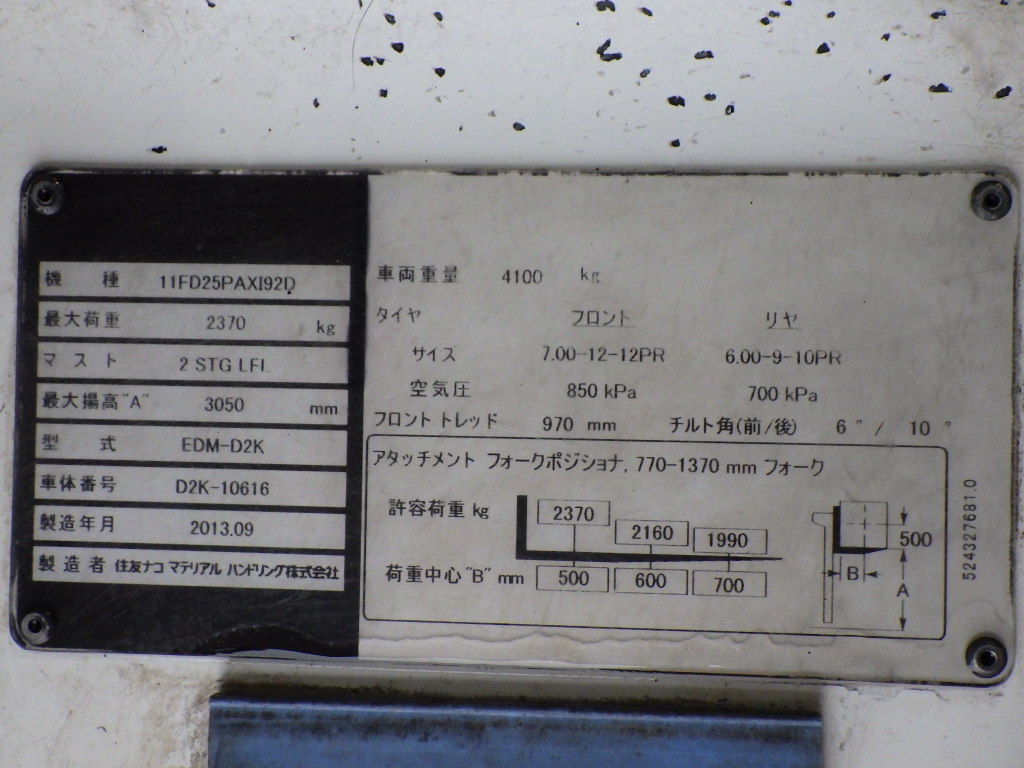 機 種 11FD25PAXI92D
最大荷重 2370 kg
マスト 2 STG LFL
最大揚高"A" 3050 mm
型 式 EDM-D2K
車体番号 D2K-10616
製造年月 2013.09
製造者 住友ナコ マテリアル ハンドリング株式会社
車両重量 4100 kg
タイヤ フロント リヤ
サイズ 7.00-12-12PR 6.00-9-10PR
空気圧 850 kPa 700 kPa
フロント トレッド 970 mm チルト角(前/後) 6 ° / 10 °
アタッチメント フォークポジショナ, 770-1370 mm フォーク
許容荷重 kg 2370 2160 1990
荷重中心"B" mm 500 600 700
500
B
A
524327681.0